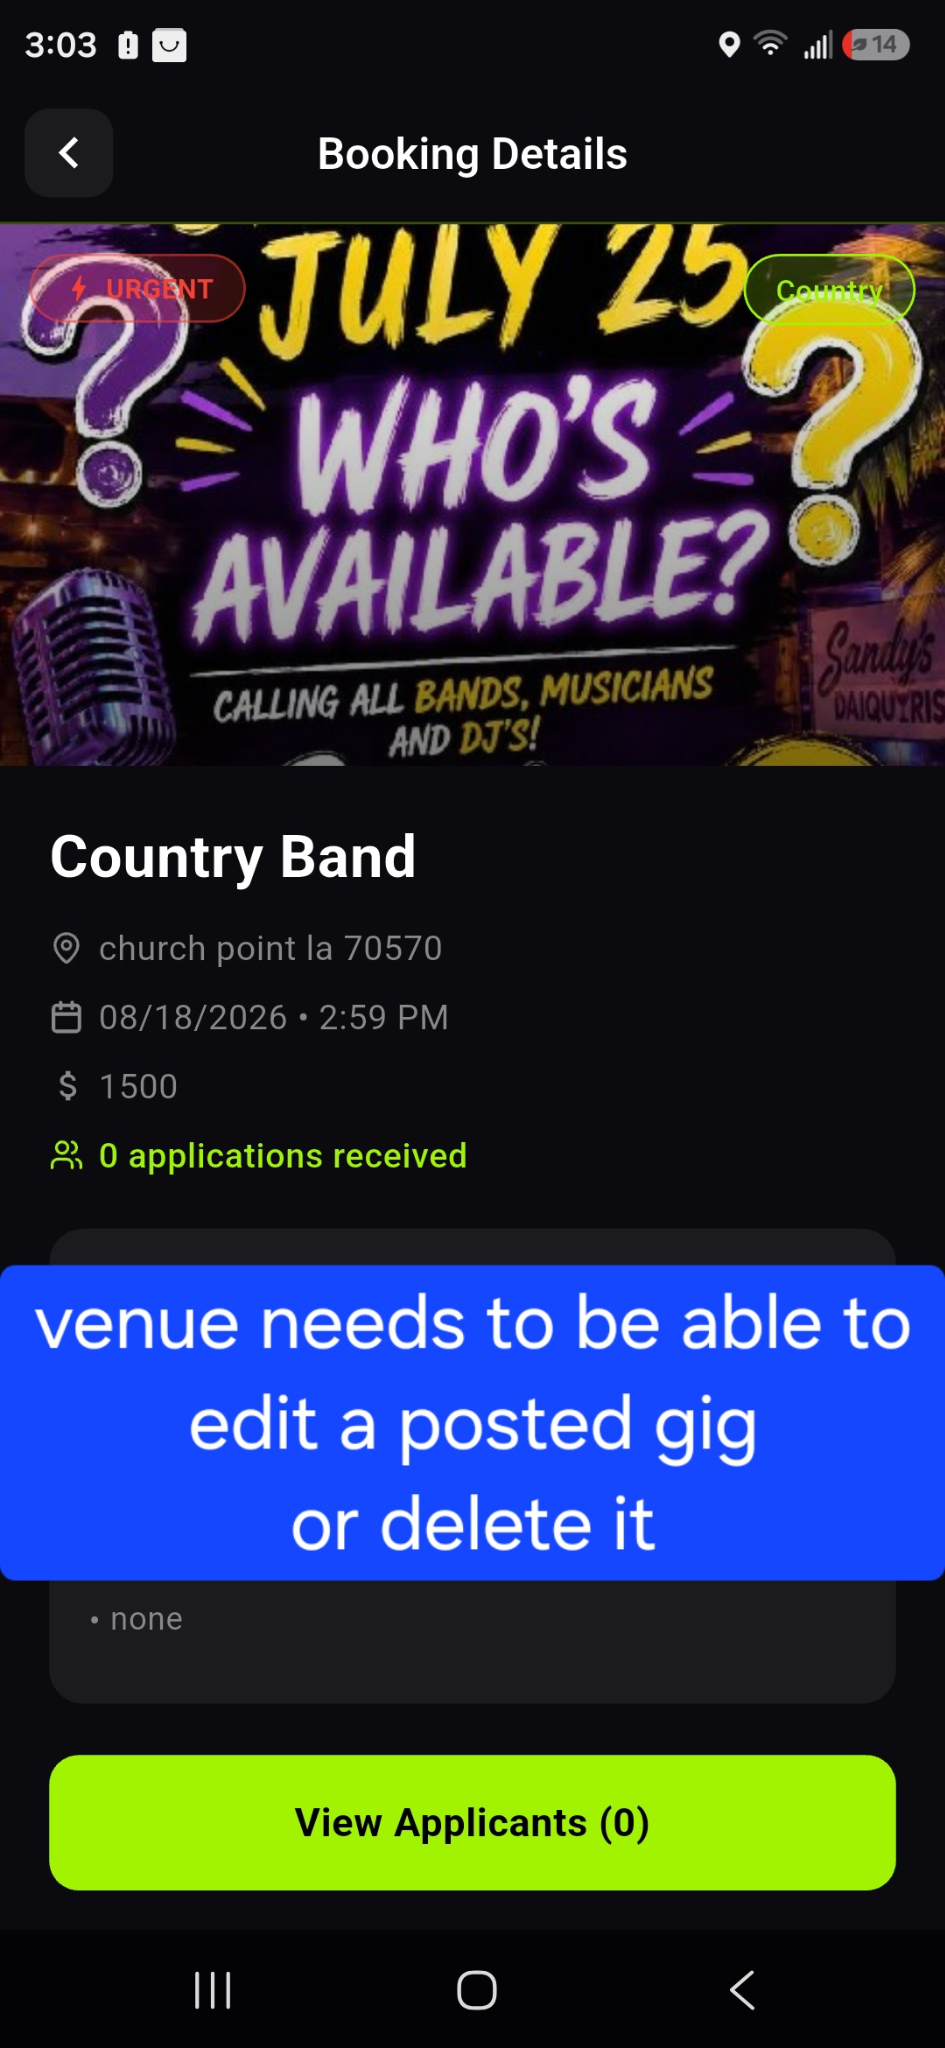 3:03
14
Booking Details
JULY 25
URGENT
Country
WHO'S
AVAILABLE?
CALLING ALL BANDS, MUSICIANS
AND DJ'S!
Sandy's
DAIQUIRIS
Country Band
church point la 70570
08/18/2026 • 2:59 PM
$ 1500
0 applications received
venue needs to be able to
edit a posted gig
or delete it
• none
View Applicants (0)